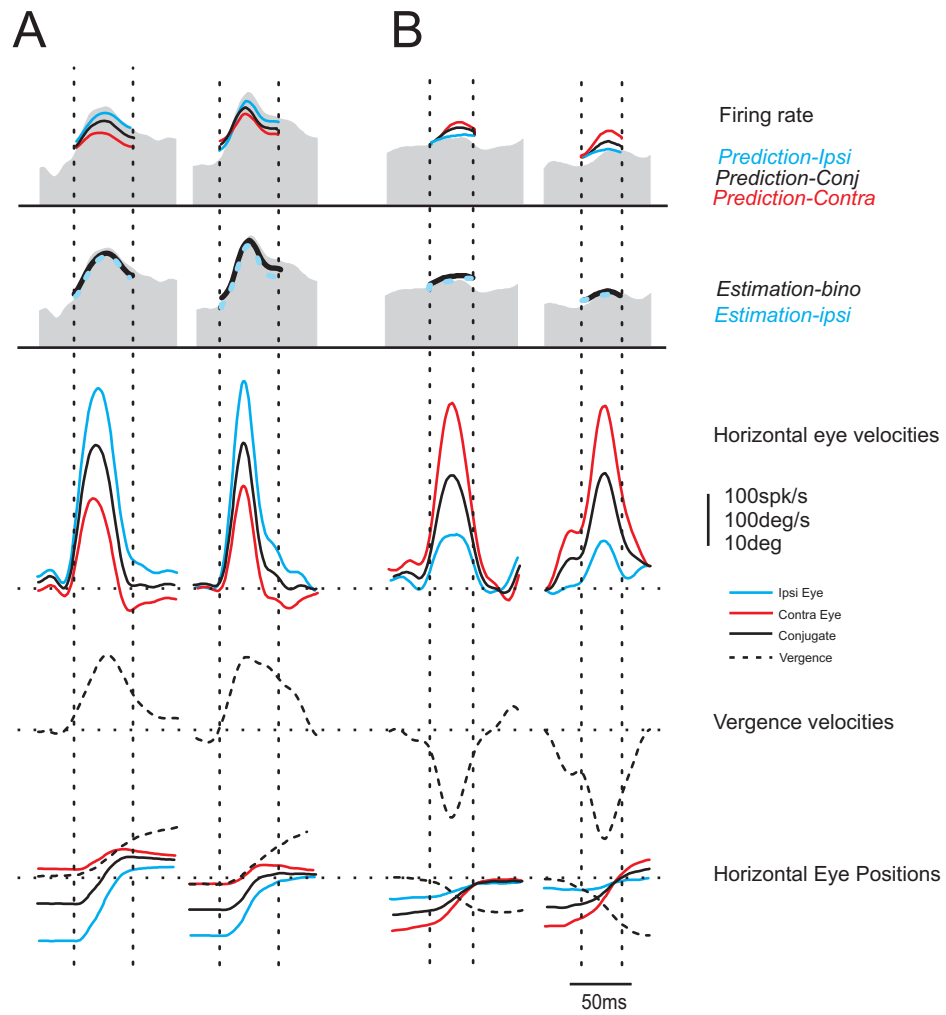 A
B
Firing rate
Prediction-Ipsi
Prediction-Conj
Prediction-Contra
Estimation-bino
Estimation-ipsi
Horizontal eye velocities
100spk/s
100deg/s
10deg
Ipsi Eye
Contra Eye
Conjugate
Vergence
Vergence velocities
Horizontal Eye Positions
50ms